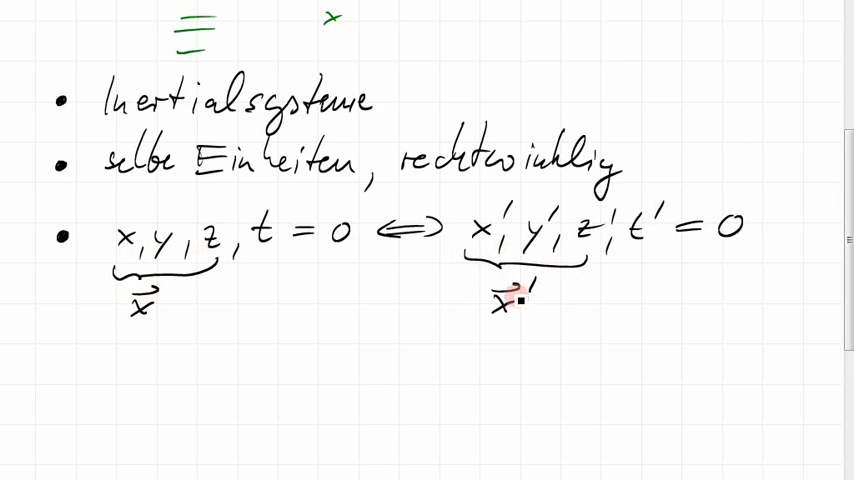 x
• Inertialsysteme
• selbe Einheiten, rechtwinklig
• x, y, z, t = 0 ⇔ x', y', z', t' = 0
x⃗ x⃗'